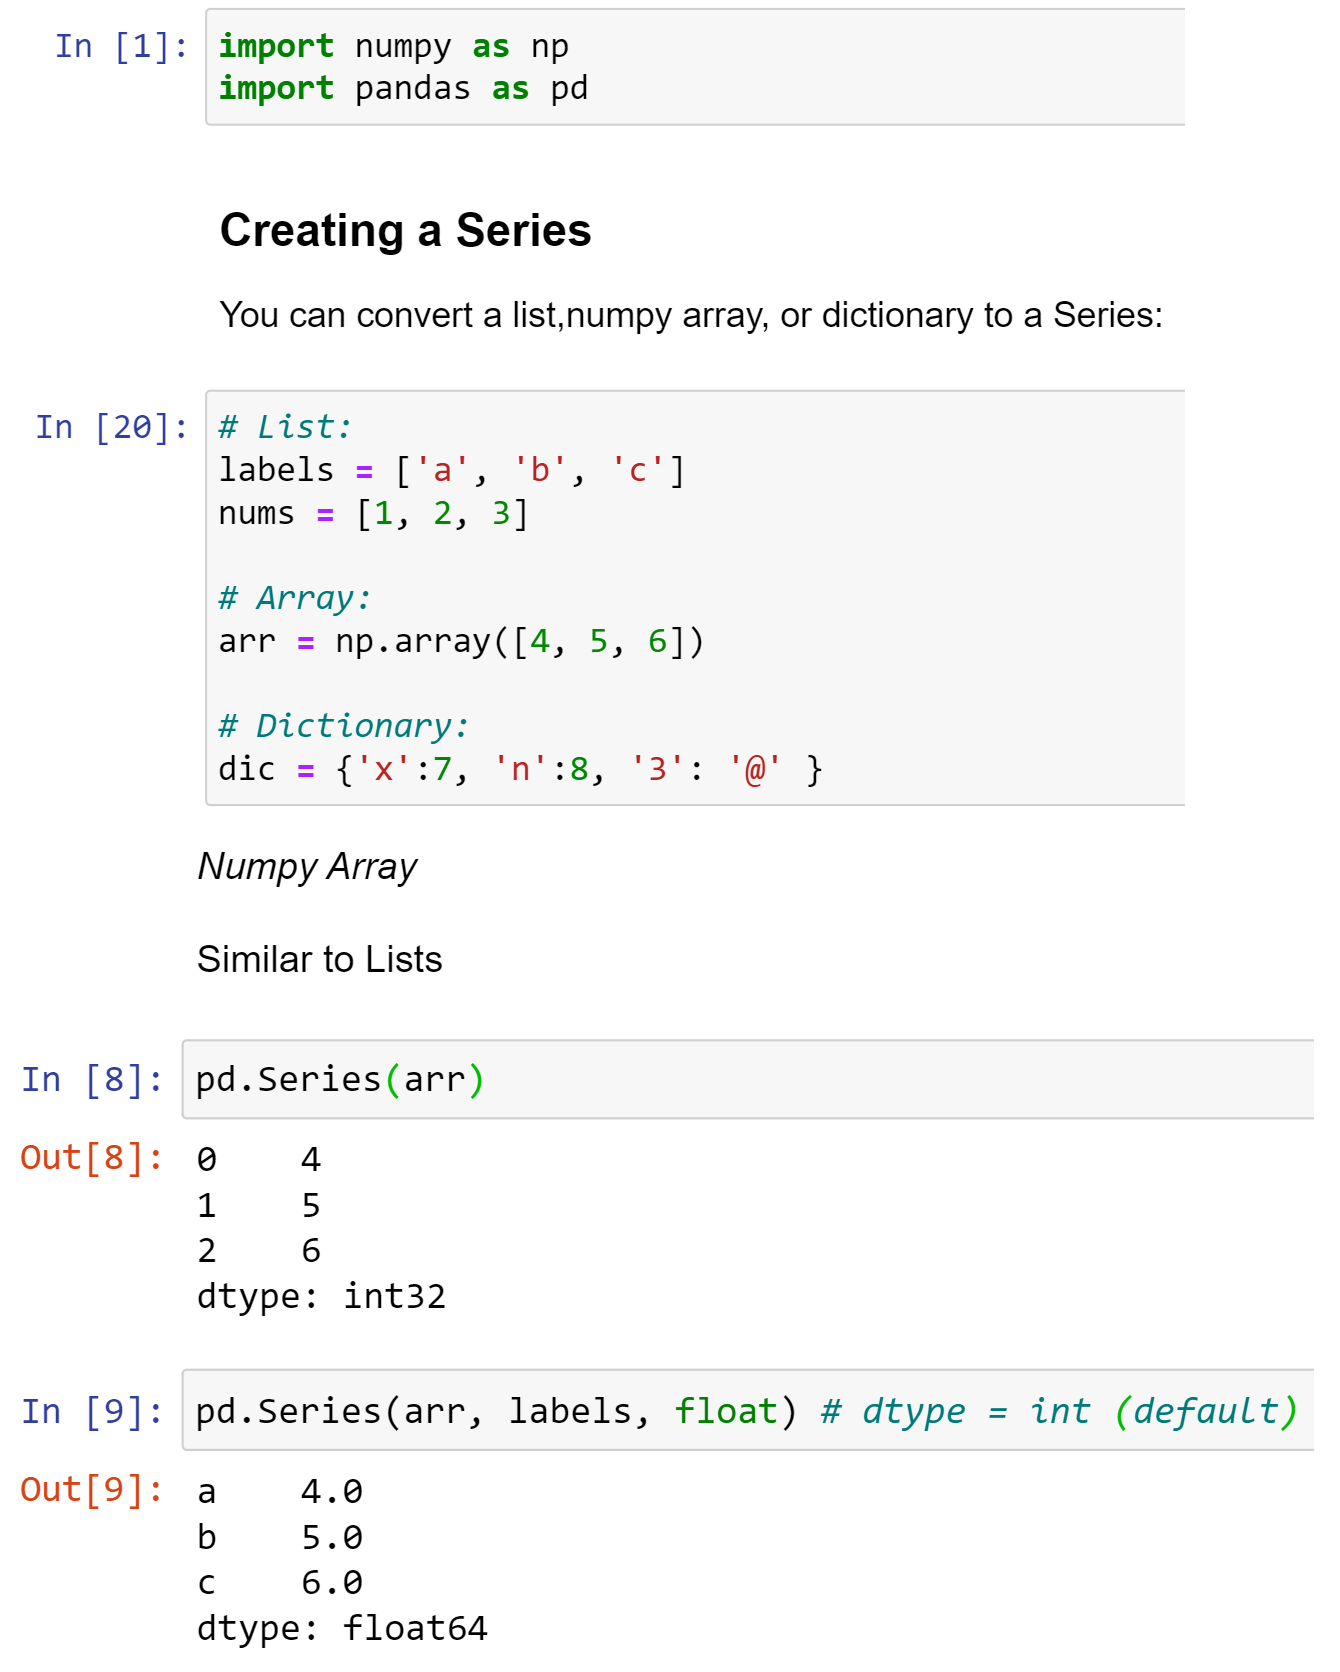 In [1]: import numpy as np
import pandas as pd
Creating a Series
You can convert a list,numpy array, or dictionary to a Series:
In [20]: # List:
labels = ['a', 'b', 'c']
nums = [1, 2, 3]
# Array:
arr = np.array([4, 5, 6])
# Dictionary:
dic = {'x':7, 'n':8, '3': '@' }
Numpy Array
Similar to Lists
In [8]: pd.Series(arr)
Out[8]: 0    4
1    5
2    6
dtype: int32
In [9]: pd.Series(arr, labels, float) # dtype = int (default)
Out[9]: a    4.0
b    5.0
c    6.0
dtype: float64